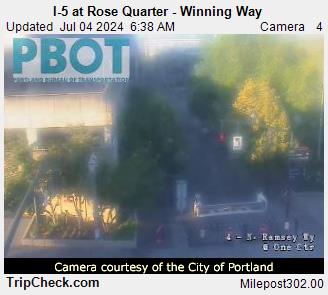 I-5 at Rose Quarter - Winning Way
Updated Jul 04 2024 6:38 AM Camera 4
PBOT
PORTLAND BUREAU OF TRANSPORTATION
4 - N. Ramsey Wy
@ One Ctr
Camera courtesy of the City of Portland
TripCheck.com Milepost302.00